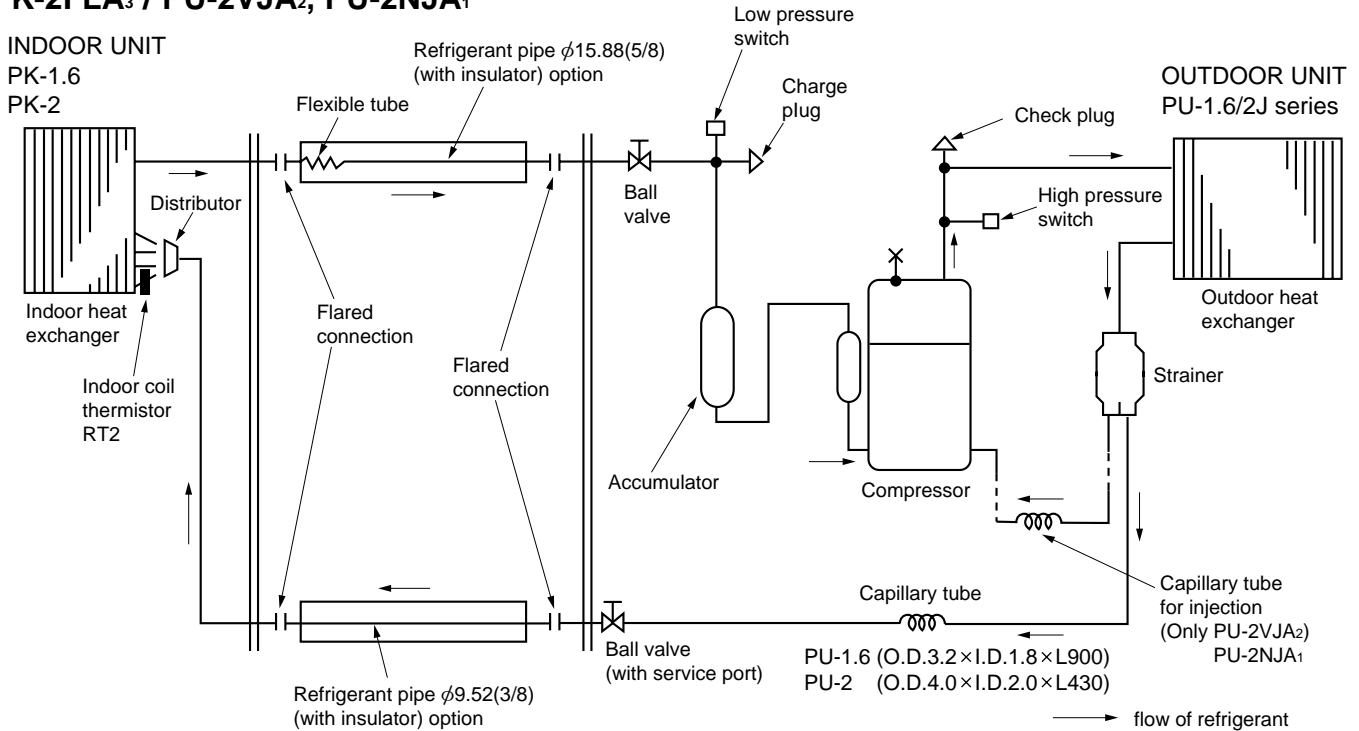 K-2FLA3 / PU-2VJA2, PU-2NJA1
INDOOR UNIT
PK-1.6
PK-2
Refrigerant pipe ϕ15.88(5/8)
(with insulator) option
Flexible tube
Low pressure
switch
Charge
plug
Check plug
OUTDOOR UNIT
PU-1.6/2J series
Distributor
Ball
valve
High pressure
switch
Indoor heat
exchanger
Flared
connection
Flared
connection
Outdoor heat
exchanger
Indoor coil
thermistor
RT2
Strainer
Accumulator
Compressor
Capillary tube
Capillary tube
for injection
(Only PU-2VJA2)
PU-2NJA1
Ball valve
(with service port)
PU-1.6 (O.D.3.2×I.D.1.8×L900)
PU-2 (O.D.4.0×I.D.2.0×L430)
Refrigerant pipe ϕ9.52(3/8)
(with insulator) option
flow of refrigerant